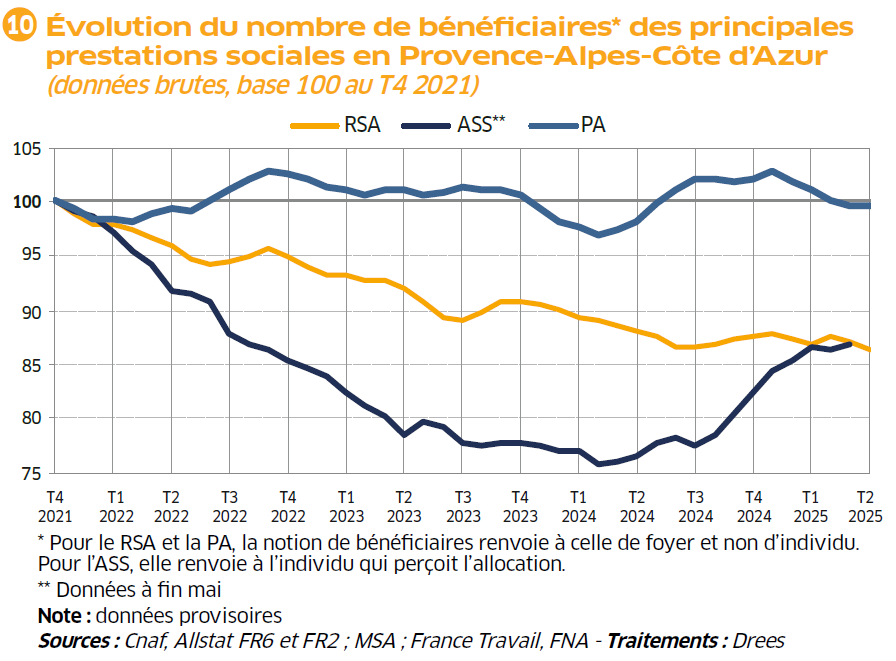 10 Évolution du nombre de bénéficiaires* des principales
prestations sociales en Provence-Alpes-Côte d'Azur
(données brutes, base 100 au T4 2021)
RSA ASS** PA
105
100
95
90
85
80
75
T4 T1 T2 T3 T4 T1 T2 T3 T4 T1 T2 T3 T4 T1 T2
2021 2022 2022 2022 2022 2023 2023 2023 2023 2024 2024 2024 2024 2025 2025
* Pour le RSA et la PA, la notion de bénéficiaires renvoie à celle de foyer et non d'individu.
Pour l'ASS, elle renvoie à l'individu qui perçoit l'allocation.
** Données à fin mai
Note : données provisoires
Sources : Cnaf, Allstat FR6 et FR2 ; MSA ; France Travail, FNA - Traitements : Drees